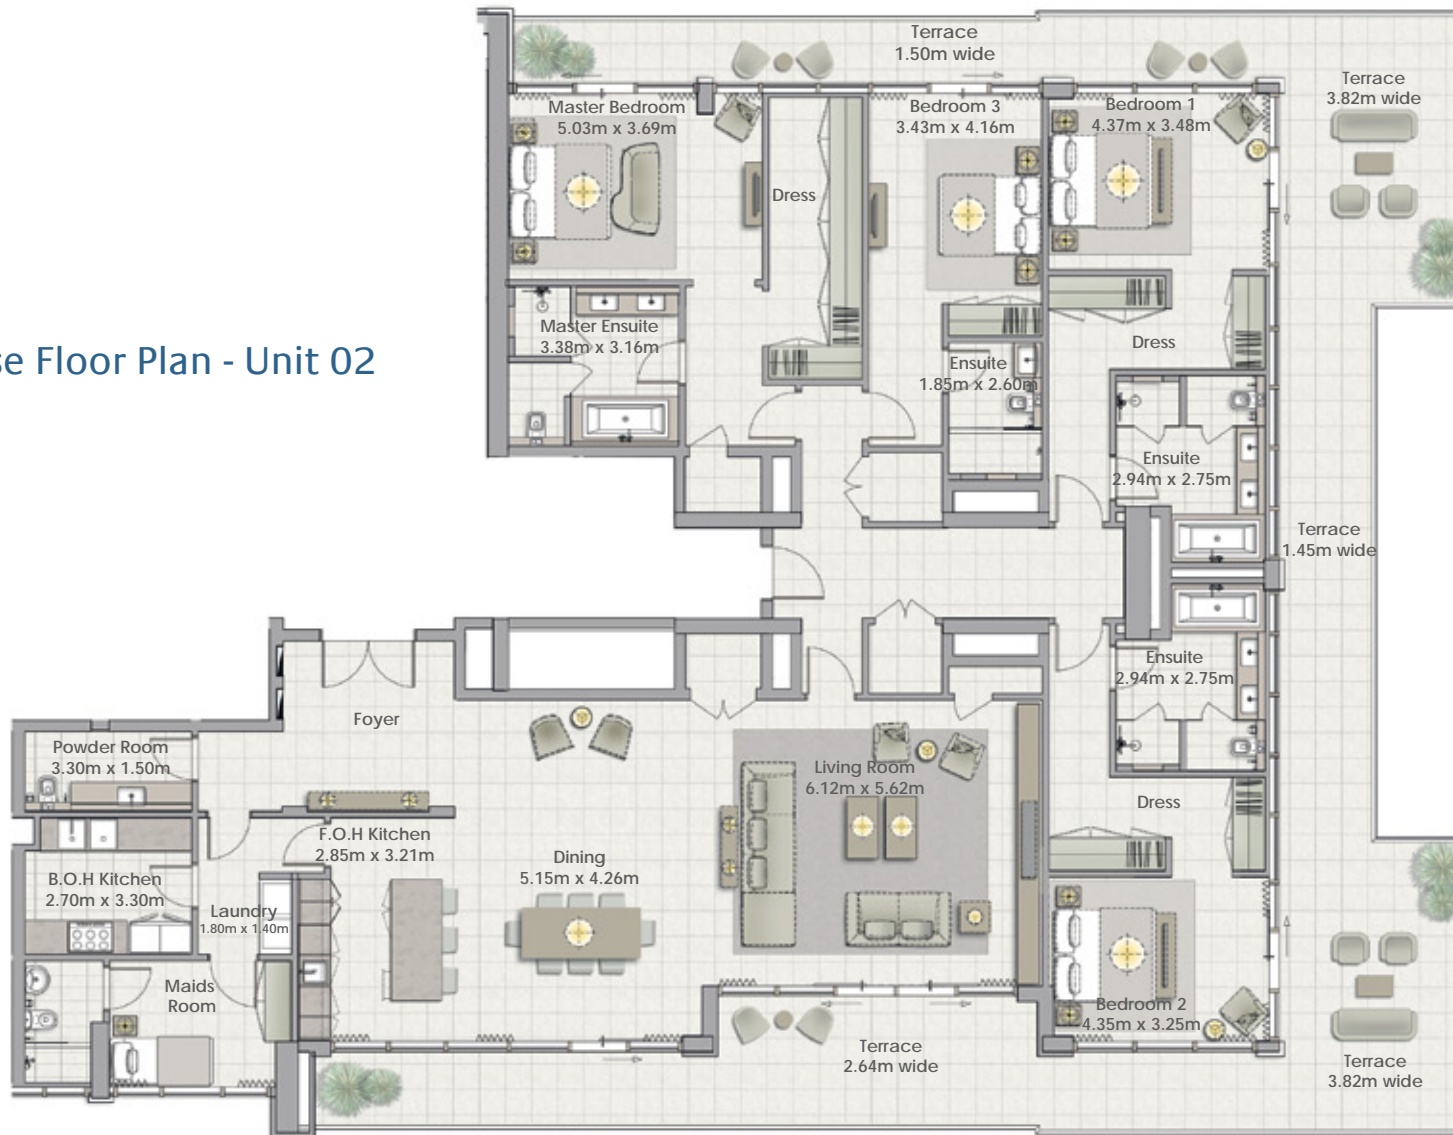 Terrace
1.50m wide
Terrace
3.82m wide
Master Bedroom
5.03m x 3.69m
Bedroom 3
3.43m x 4.16m
Bedroom 1
4.37m x 3.48m
Dress
Master Ensuite
3.38m x 3.16m
Dress
se Floor Plan - Unit 02
Ensuite
1.85m x 2.60m
Ensuite
2.94m x 2.75m
Terrace
1.45m wide
Ensuite
2.94m x 2.75m
Foyer
Powder Room
3.30m x 1.50m
Living Room
6.12m x 5.62m
Dress
F.O.H Kitchen
2.85m x 3.21m
Dining
5.15m x 4.26m
B.O.H Kitchen
2.70m x 3.30m
Laundry
1.80m x 1.40m
Maids
Room
Bedroom 2
4.35m x 3.25m
Terrace
2.64m wide
Terrace
3.82m wide